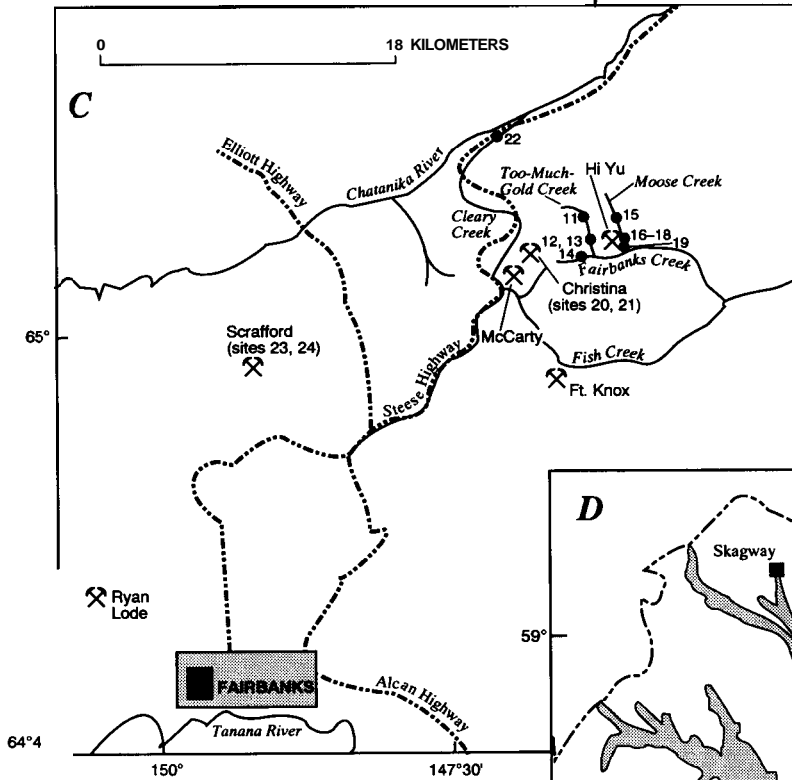 0 18 KILOMETERS
C
22
Elliott Highway
Chatanika River
Too-Much-
Gold Creek
Hi Yu
Moose Creek
Cleary
Creek
11
15
12, 13
16–18
19
14
Fairbanks Creek
Christina
(sites 20, 21)
McCarty
65°
Scrafford
(sites 23, 24)
Fish Creek
Steese Highway
Ft. Knox
D
Skagway
Ryan
Lode
59°
FAIRBANKS
Alcan Highway
Tanana River
64°4
150°
147°30